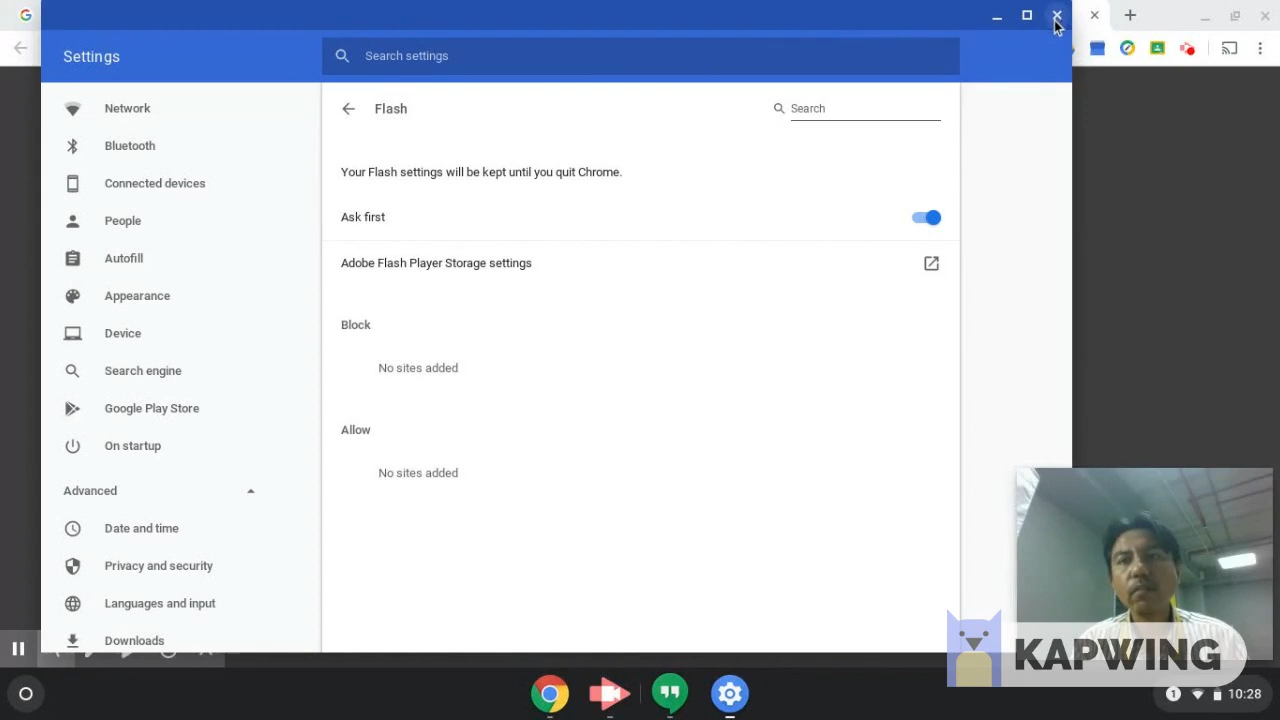 Settings
Search settings
Network
Bluetooth
Connected devices
People
Autofill
Appearance
Device
Search engine
Google Play Store
On startup
Advanced
Date and time
Privacy and security
Languages and input
Downloads
Flash
Search
Your Flash settings will be kept until you quit Chrome.
Ask first
Adobe Flash Player Storage settings
Block
No sites added
Allow
No sites added
KAPWING
1
10:28